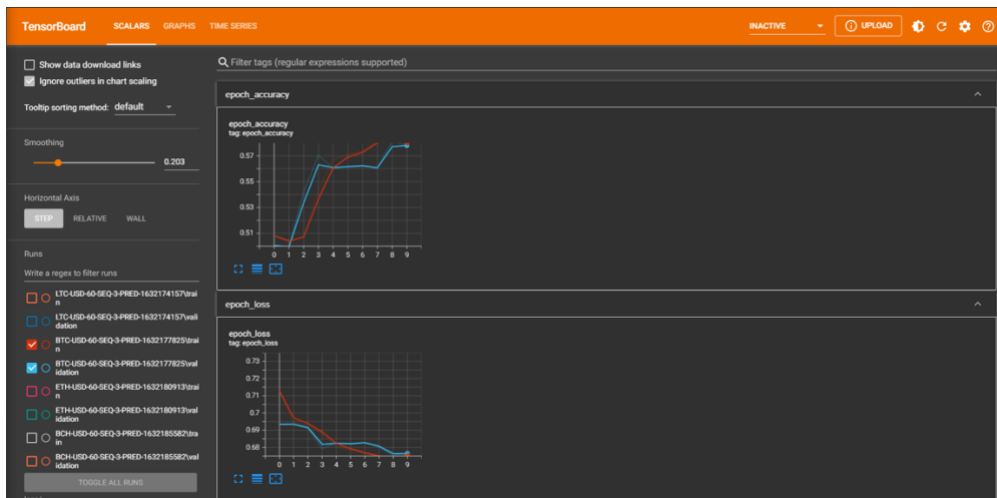 TensorBoard SCALARS GRAPHS TIME SERIES INACTIVE UPLOAD
Show data download links
Ignore outliers in chart scaling
Tooltip sorting method: default
Smoothing
0.203
Horizontal Axis
STEP RELATIVE WALL
Runs
Write a regex to filter runs
LTC-USD-60-SEQ-3-PRED-1632174157\trai
n
LTC-USD-60-SEQ-3-PRED-1632174157\vali
dation
BTC-USD-60-SEQ-3-PRED-1632177825\trai
n
BTC-USD-60-SEQ-3-PRED-1632177825\val
idation
ETH-USD-60-SEQ-3-PRED-1632180913\trai
n
ETH-USD-60-SEQ-3-PRED-1632180913\val
idation
BCH-USD-60-SEQ-3-PRED-1632185582\tra
in
BCH-USD-60-SEQ-3-PRED-1632185582\val
idation
TOGGLE ALL RUNS
Filter tags (regular expressions supported)
epoch_accuracy
epoch_accuracy
tag: epoch_accuracy
0.57
0.55
0.53
0.51
0 1 2 3 4 5 6 7 8 9
epoch_loss
epoch_loss
tag: epoch_loss
0.73
0.72
0.71
0.7
0.69
0.68
0 1 2 3 4 5 6 7 8 9